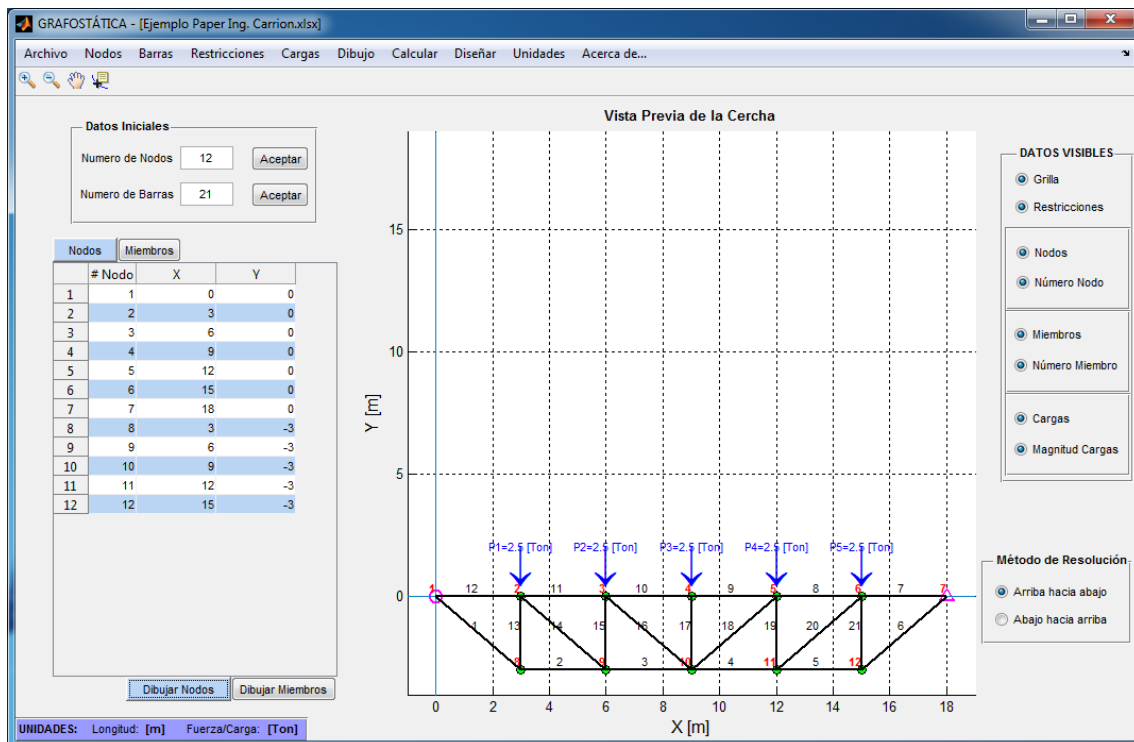 GRAFOSTÁTICA - [Ejemplo Paper Ing. Carrion.xlsx]
Archivo Nodos Barras Restricciones Cargas Dibujo Calcular Diseñar Unidades Acerca de...
Datos Iniciales
Numero de Nodos 12 Aceptar
Numero de Barras 21 Aceptar
Nodos Miembros
# Nodo X Y
1 1 0 0
2 2 3 0
3 3 6 0
4 4 9 0
5 5 12 0
6 6 15 0
7 7 18 0
8 8 3 -3
9 9 6 -3
10 10 9 -3
11 11 12 -3
12 12 15 -3
Dibujar Nodos Dibujar Miembros
UNIDADES: Longitud: [m] Fuerza/Carga: [Ton]
Vista Previa de la Cercha
Y [m]
15
10
5
0
P1=2.5 [Ton] P2=2.5 [Ton] P3=2.5 [Ton] P4=2.5 [Ton] P5=2.5 [Ton]
1 12 2 11 3 10 4 9 5 8 6 7 7
1 13 14 15 16 17 18 19 20 21 6
8 2 9 3 10 4 11 5 12
0 2 4 6 8 10 12 14 16 18
X [m]
DATOS VISIBLES
Grilla
Restricciones
Nodos
Número Nodo
Miembros
Número Miembro
Cargas
Magnitud Cargas
Método de Resolución
Arriba hacia abajo
Abajo hacia arriba